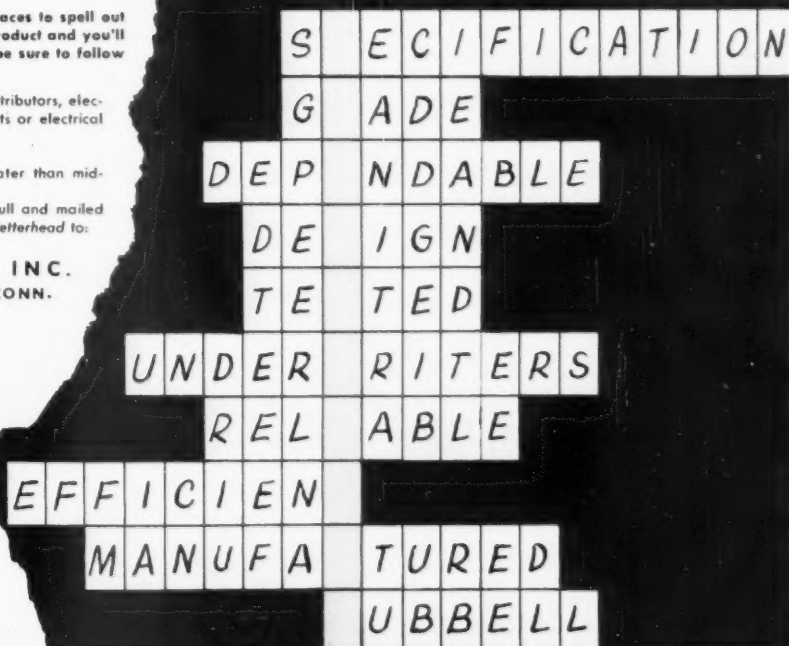 aces to spell out
roduct and you'll
be sure to follow
tributors, elec-
ts or electrical
ater than mid-
ull and mailed
etterhead to:
INC.
CONN.
S ECIFICATION
G ADE
DEP NDABLE
DE IGN
TE TED
UNDER RITERS
REL ABLE
EFFICIEN
MANUFA TURED
UBBELL